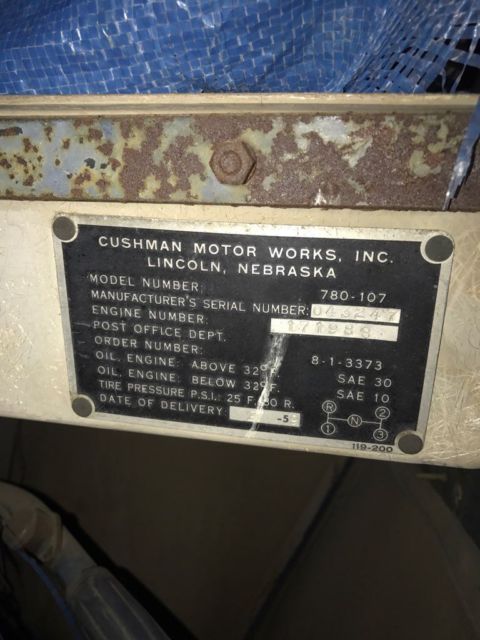 CUSHMAN MOTOR WORKS, INC.
LINCOLN, NEBRASKA
MODEL NUMBER: 780-107
MANUFACTURER'S SERIAL NUMBER: 043247
ENGINE NUMBER:
POST OFFICE DEPT.
ORDER NUMBER: 8-1-3373
OIL, ENGINE: ABOVE 32°F. SAE 30
OIL, ENGINE: BELOW 32°F. SAE 10
TIRE PRESSURE P.S.I.: 25 F. 30 R.
DATE OF DELIVERY:
R 2
N
1 3
119-200